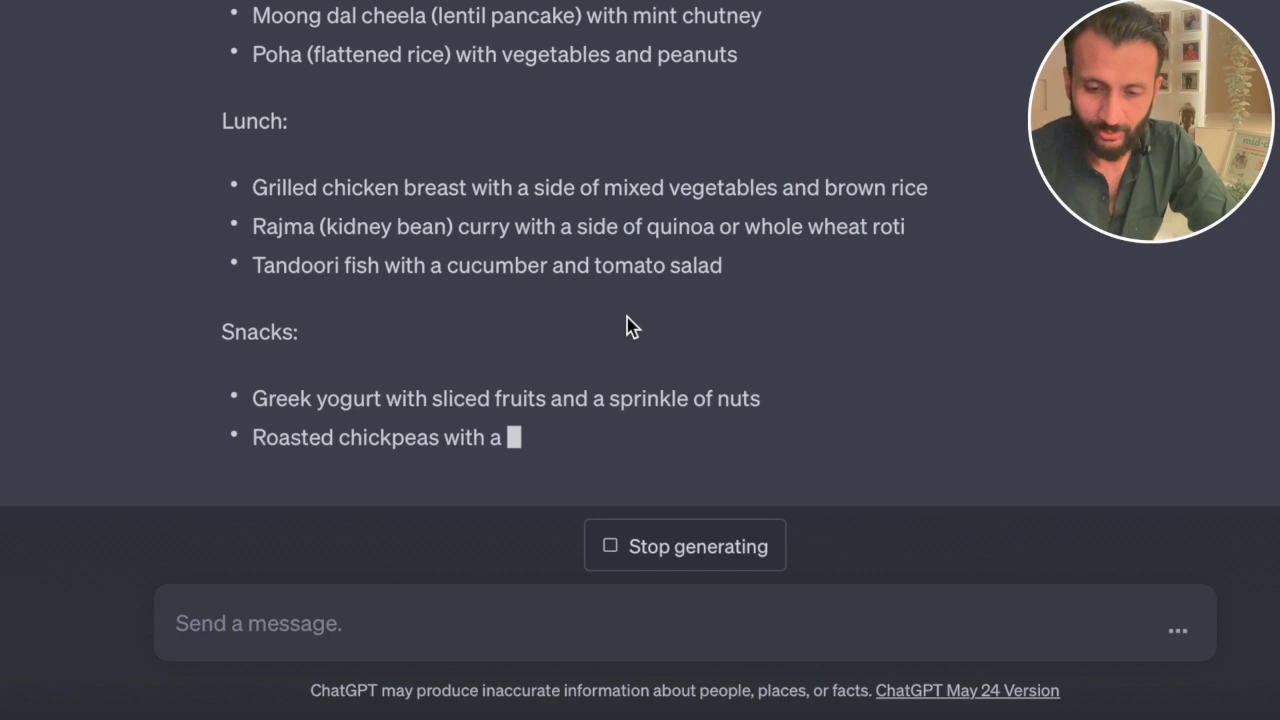 • Moong dal cheela (lentil pancake) with mint chutney
• Poha (flattened rice) with vegetables and peanuts
Lunch:
• Grilled chicken breast with a side of mixed vegetables and brown rice
• Rajma (kidney bean) curry with a side of quinoa or whole wheat roti
• Tandoori fish with a cucumber and tomato salad
Snacks:
• Greek yogurt with sliced fruits and a sprinkle of nuts
• Roasted chickpeas with a
Stop generating
Send a message.
ChatGPT may produce inaccurate information about people, places, or facts. ChatGPT May 24 Version